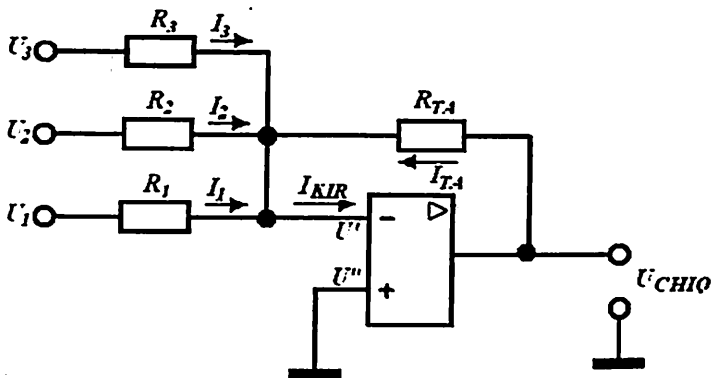 U3 R3 I3
U2 R2 I2 RTA
U1 R1 I1 IKIR ITA
U' −
U'' +
UCHIQ